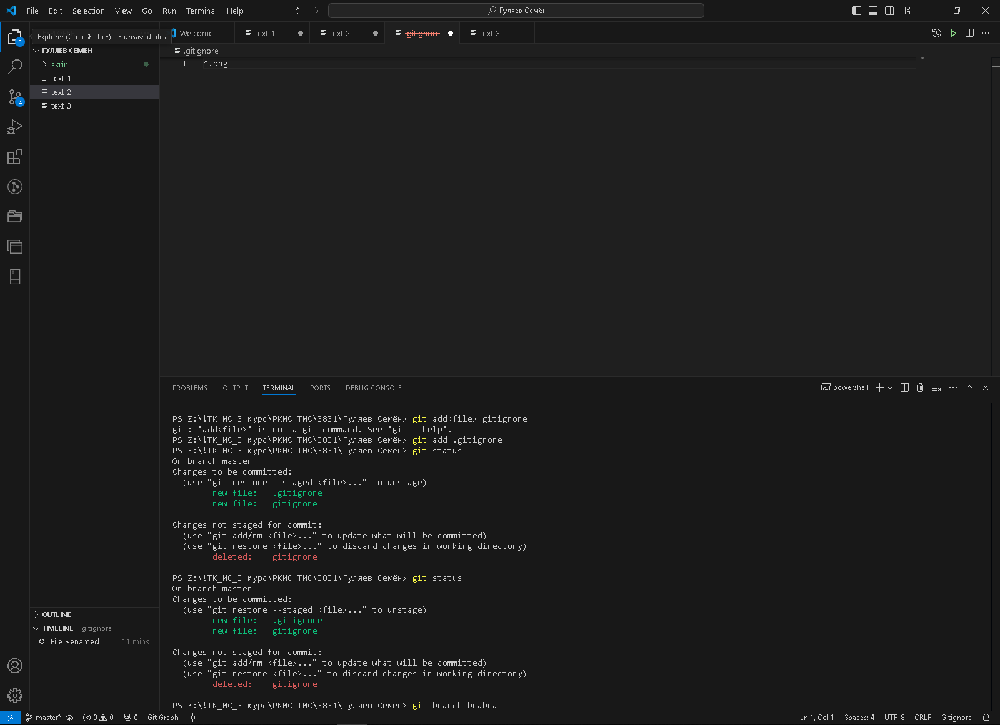 File Edit Selection View Go Run Terminal Help
Гуляев Семён
Explorer (Ctrl+Shift+E) - 3 unsaved files
3
Welcome
text 1
text 2
.gitignore
text 3
ГУЛЯЕВ СЕМЁН
skrin
text 1
text 2
text 3
4
.gitignore
1 *.png
PROBLEMS OUTPUT TERMINAL PORTS DEBUG CONSOLE
powershell
PS Z:\!ТК_ИС_3 курс\РКИС ТИС\3831\Гуляев Семён> git add<file> gitignore
git: 'add<file>' is not a git command. See 'git --help'.
PS Z:\!ТК_ИС_3 курс\РКИС ТИС\3831\Гуляев Семён> git add .gitignore
PS Z:\!ТК_ИС_3 курс\РКИС ТИС\3831\Гуляев Семён> git status
On branch master
Changes to be committed:
(use "git restore --staged <file>..." to unstage)
new file: .gitignore
new file: gitignore
Changes not staged for commit:
(use "git add/rm <file>..." to update what will be committed)
(use "git restore <file>..." to discard changes in working directory)
deleted: gitignore
PS Z:\!ТК_ИС_3 курс\РКИС ТИС\3831\Гуляев Семён> git status
On branch master
Changes to be committed:
(use "git restore --staged <file>..." to unstage)
new file: .gitignore
new file: gitignore
Changes not staged for commit:
(use "git add/rm <file>..." to update what will be committed)
(use "git restore <file>..." to discard changes in working directory)
deleted: gitignore
PS Z:\!ТК_ИС_3 курс\РКИС ТИС\3831\Гуляев Семён> git branch brabra
OUTLINE
TIMELINE .gitignore
File Renamed 11 mins
master* 0 0 0 Git Graph
Ln 1, Col 1 Spaces: 4 UTF-8 CRLF Gitignore